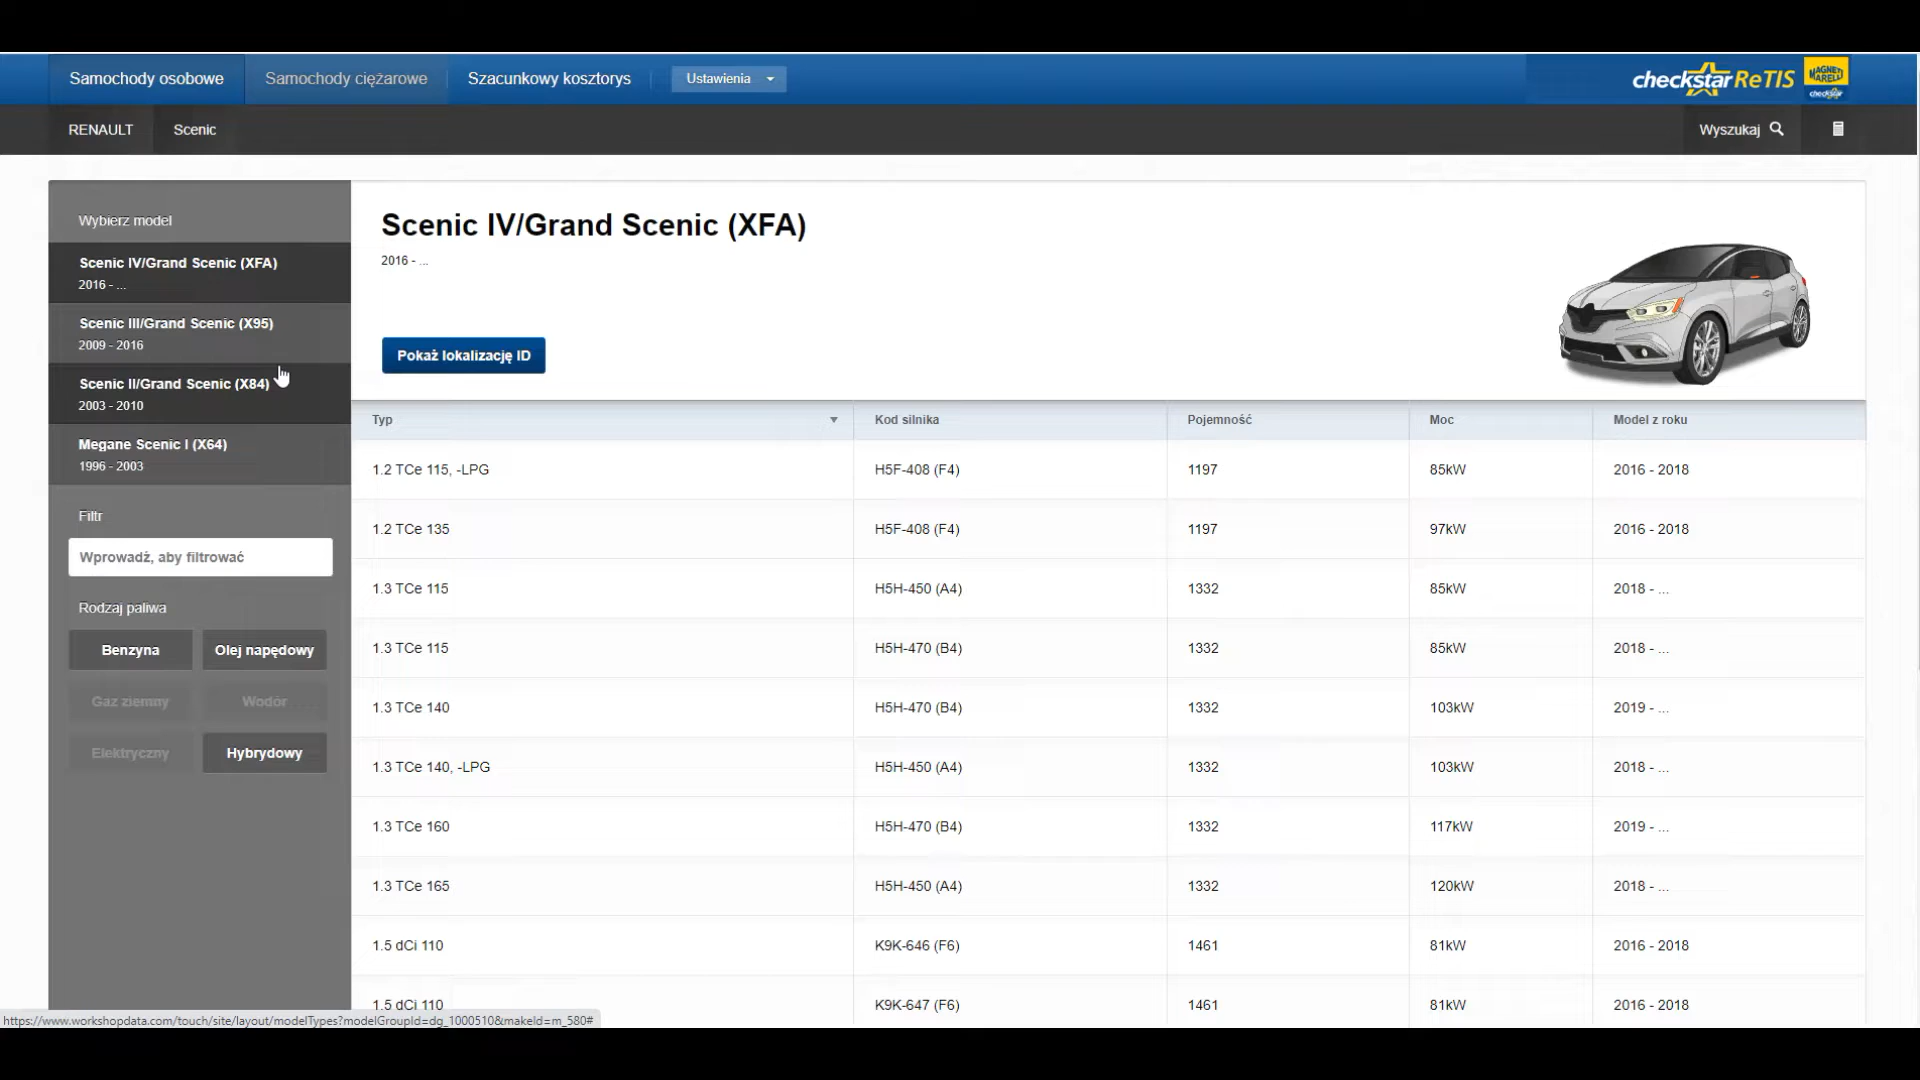 Samochody osobowe Samochody ciężarowe Szacunkowy kosztorys Ustawienia checkstar ReTIS MAGNETI MARELLI checkstar
RENAULT Scenic Wyszukaj
Wybierz model
Scenic IV/Grand Scenic (XFA)
2016 - ...
Scenic III/Grand Scenic (X95)
2009 - 2016
Scenic II/Grand Scenic (X84)
2003 - 2010
Megane Scenic I (X64)
1996 - 2003
Filtr
Wprowadź, aby filtrować
Rodzaj paliwa
Benzyna Olej napędowy
Gaz ziemny Wodór
Elektryczny Hybrydowy
Scenic IV/Grand Scenic (XFA)
2016 - ...
Pokaż lokalizację ID
Typ Kod silnika Pojemność Moc Model z roku
1.2 TCe 115, -LPG H5F-408 (F4) 1197 85kW 2016 - 2018
1.2 TCe 135 H5F-408 (F4) 1197 97kW 2016 - 2018
1.3 TCe 115 H5H-450 (A4) 1332 85kW 2018 - ...
1.3 TCe 115 H5H-470 (B4) 1332 85kW 2018 - ...
1.3 TCe 140 H5H-470 (B4) 1332 103kW 2019 - ...
1.3 TCe 140, -LPG H5H-450 (A4) 1332 103kW 2018 - ...
1.3 TCe 160 H5H-470 (B4) 1332 117kW 2019 - ...
1.3 TCe 165 H5H-450 (A4) 1332 120kW 2018 - ...
1.5 dCi 110 K9K-646 (F6) 1461 81kW 2016 - 2018
1.5 dCi 110 K9K-647 (F6) 1461 81kW 2016 - 2018
https://www.workshopdata.com/touch/site/layout/modelTypes?modelGroupId=dg_1000510&makeId=m_580#